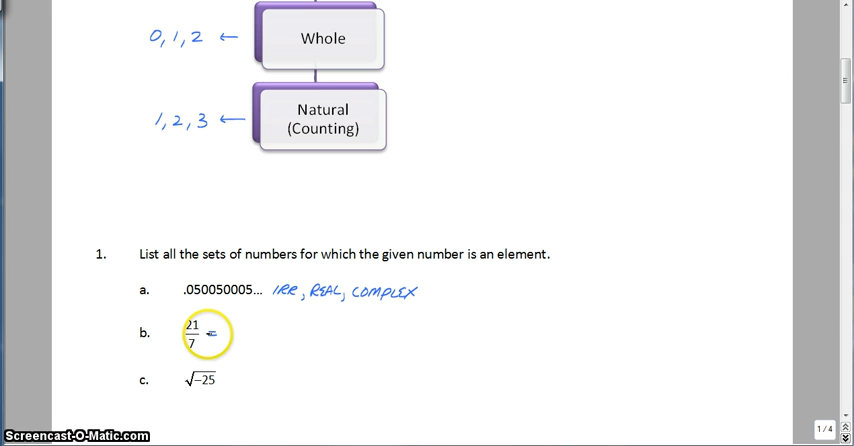 0, 1, 2 ←
Whole
Natural
(Counting)
1, 2, 3 ←
1. List all the sets of numbers for which the given number is an element.
a. .050050005... IRR, REAL, COMPLEX
b. 21/7 =
c. √-25
1 / 4
Screencast-O-Matic.com